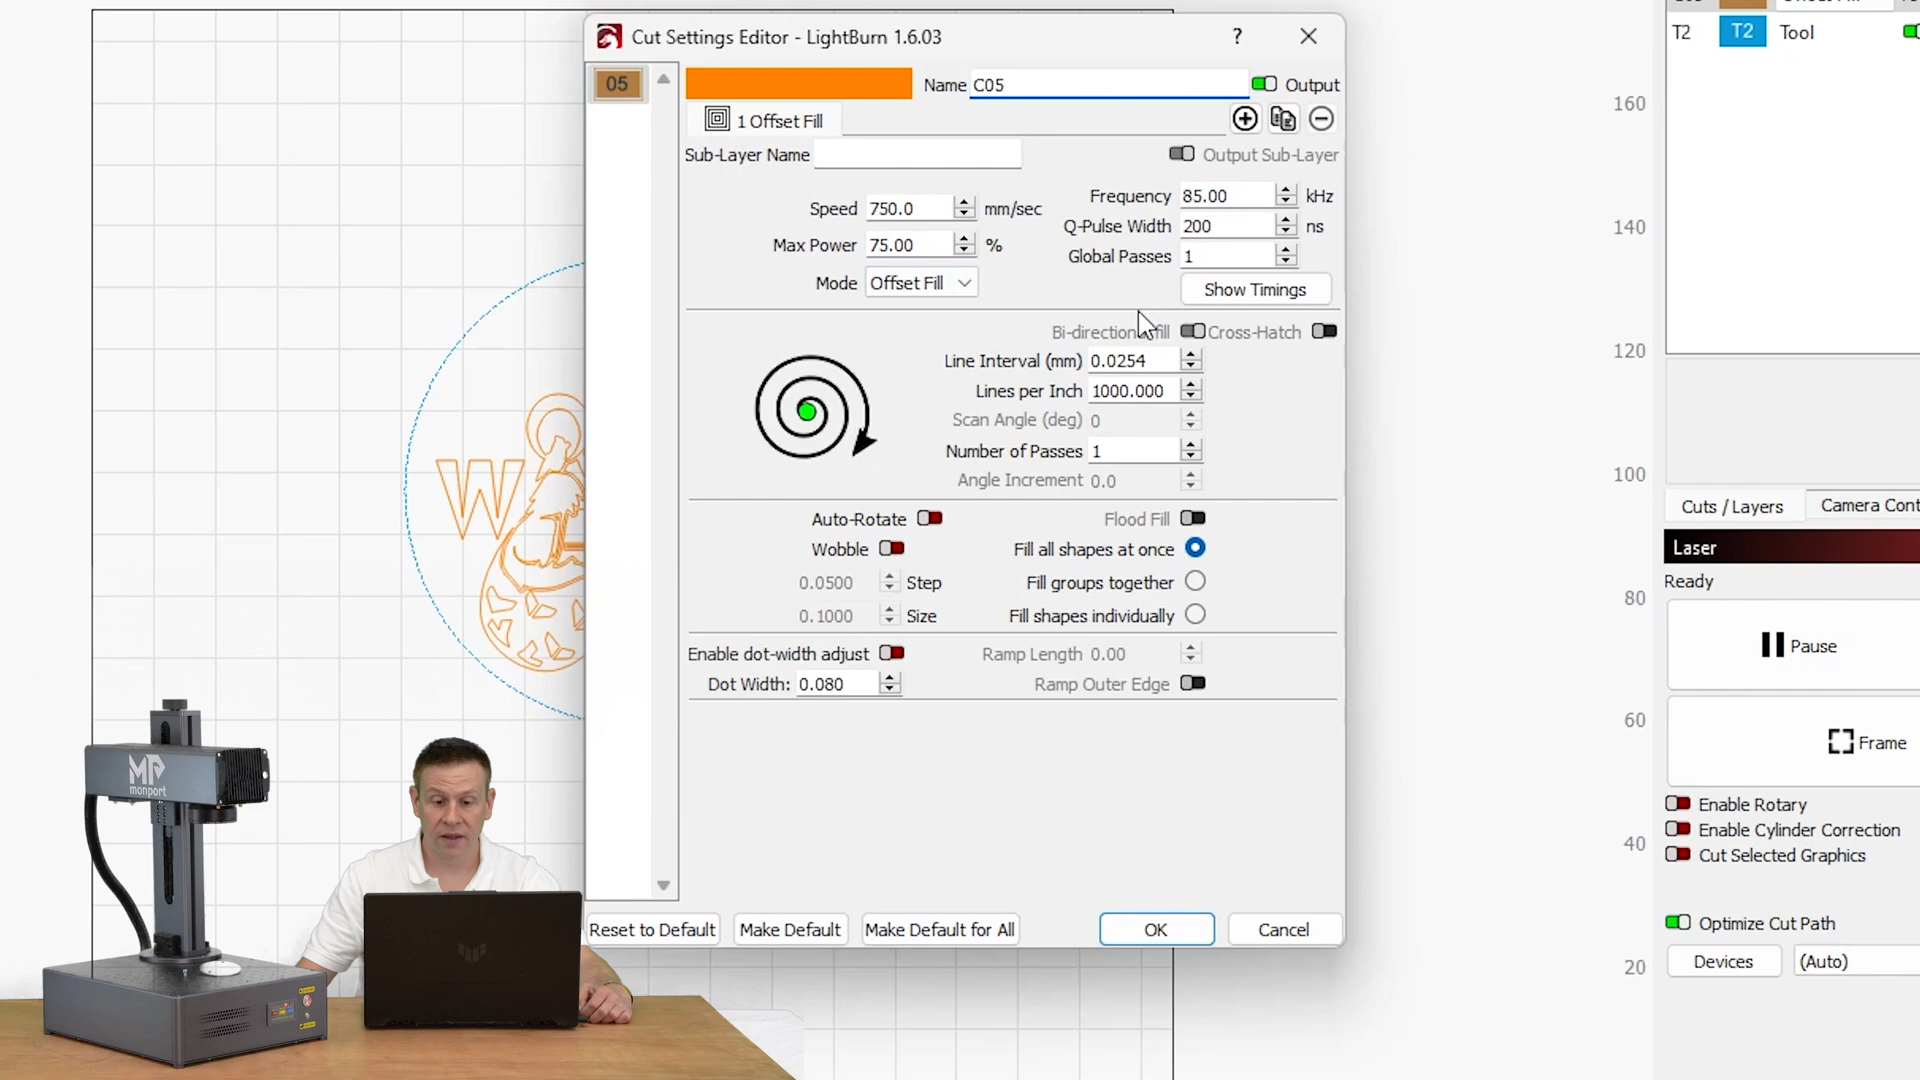 Cut Settings Editor - LightBurn 1.6.03
?
05
Name C05
Output
1 Offset Fill
Sub-Layer Name
Output Sub-Layer
Speed 750.0 mm/sec
Frequency 85.00 kHz
Max Power 75.00 %
Q-Pulse Width 200 ns
Global Passes 1
Mode Offset Fill
Show Timings
Cross-Hatch
Line Interval (mm) 0.0254
Lines per Inch 1000.000
Scan Angle (deg) 0
Number of Passes 1
Angle Increment 0.0
Auto-Rotate
Flood Fill
Wobble
Fill all shapes at once
0.0500 Step
Fill groups together
0.1000 Size
Fill shapes individually
Enable dot-width adjust
Ramp Length 0.00
Dot Width: 0.080
Ramp Outer Edge
Reset to Default
Make Default
Make Default for All
OK
Cancel
W
MP
monport
160
140
120
100
80
60
40
20
T2 T2 Tool
Cuts / Layers
Camera Cont
Laser
Ready
Pause
Frame
Enable Rotary
Enable Cylinder Correction
Cut Selected Graphics
Optimize Cut Path
Devices
(Auto)